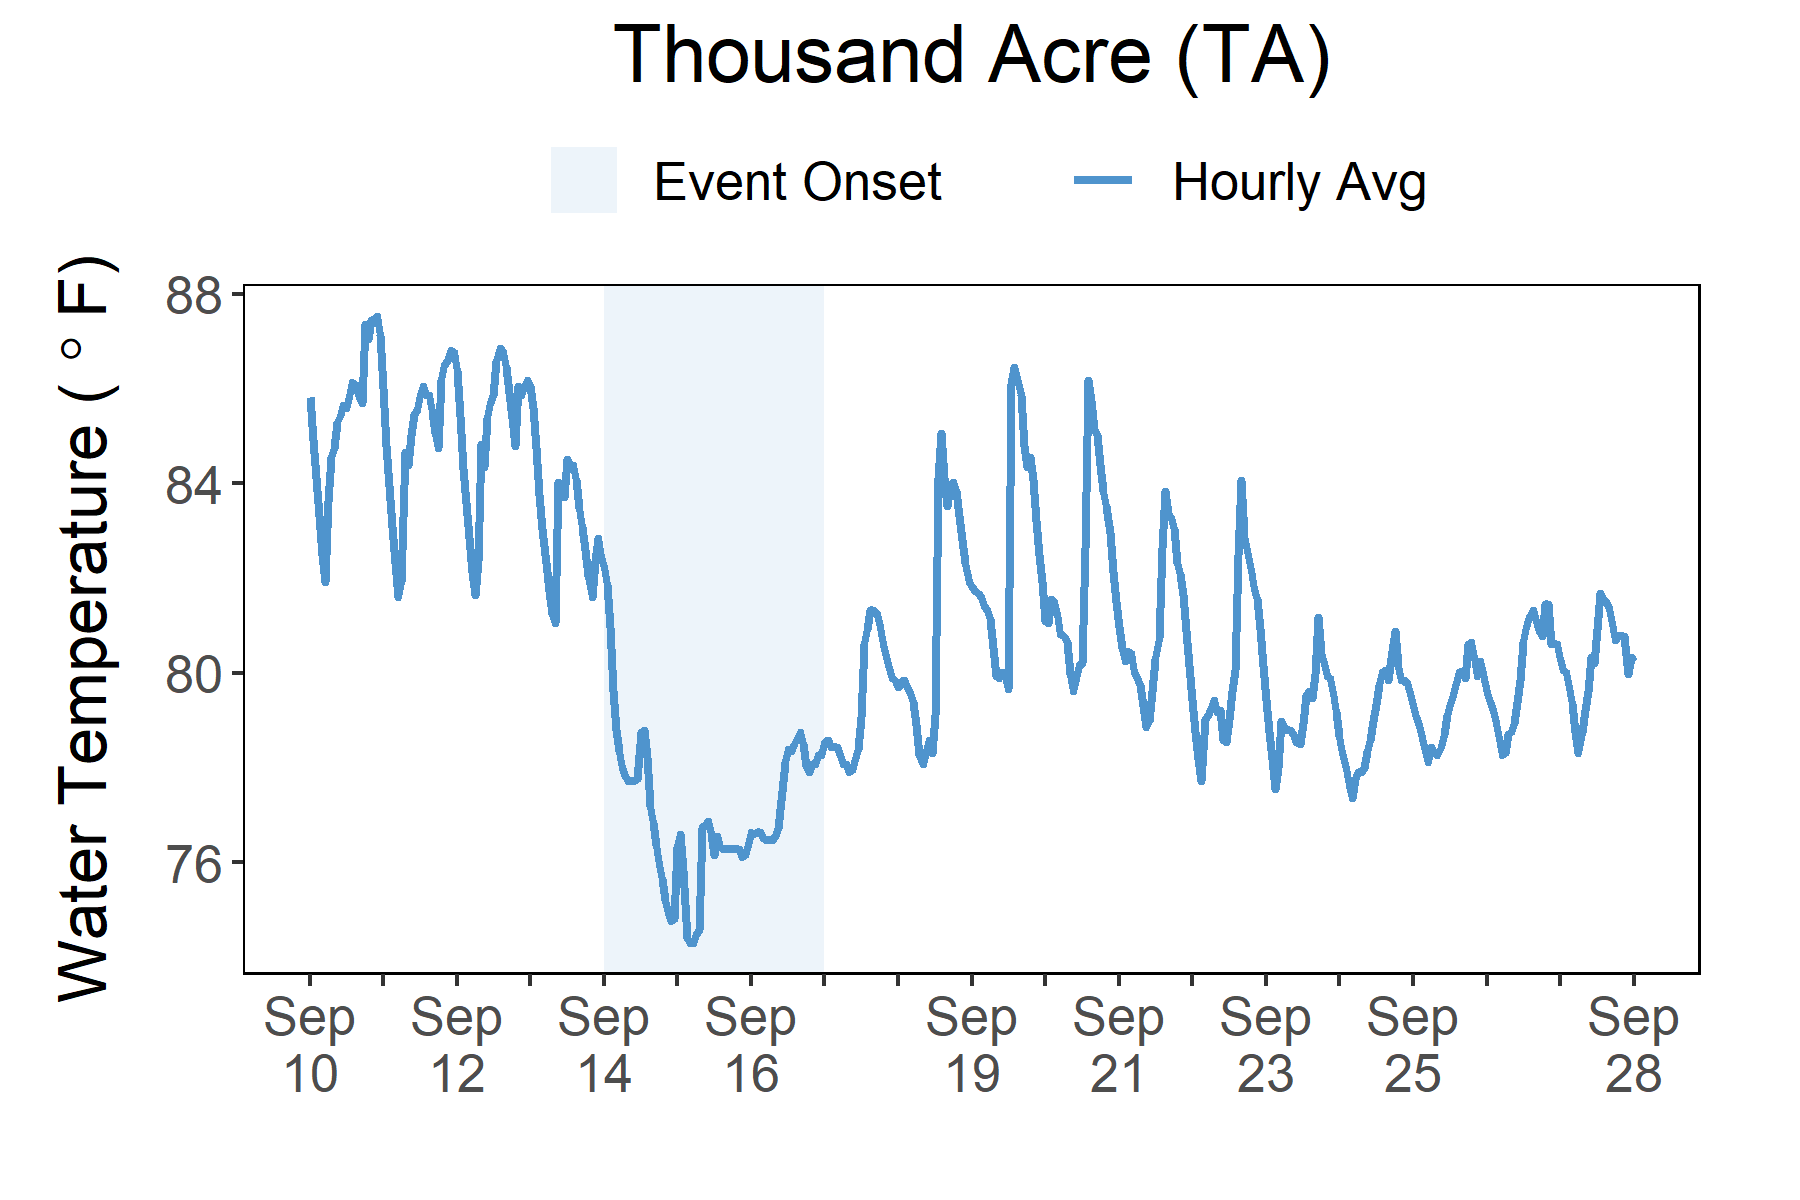 Thousand Acre (TA)
Event Onset
Hourly Avg
Water Temperature ( ° F)
88
84
80
76
Sep 10
Sep 12
Sep 14
Sep 16
Sep 19
Sep 21
Sep 23
Sep 25
Sep 28